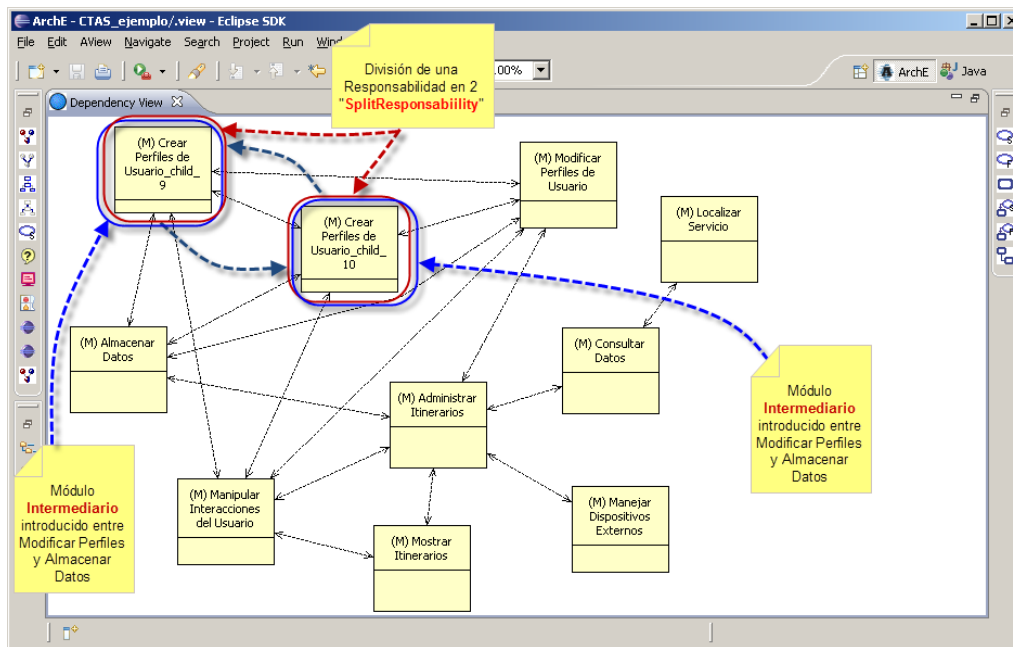 ArchE - CTAS_ejemplo/.view - Eclipse SDK
File Edit AView Navigate Search Project Run
.00%
ArchE
Java
Dependency View
División de una
Responsabilidad en 2
"SplitResponsabiility"
(M) Crear
Perfiles de
Usuario_child_
9
(M) Modificar
Perfiles de
Usuario
(M) Localizar
Servicio
(M) Crear
Perfiles de
Usuario_child_
10
(M) Almacenar
Datos
(M) Consultar
Datos
(M) Administrar
Itinerarios
Módulo
Intermediario
introducido entre
Modificar Perfiles
y Almacenar
Datos
Módulo
Intermediario
introducido entre
Modificar Perfiles
y Almacenar
Datos
(M) Manipular
Interacciones
del Usuario
(M) Manejar
Dispositivos
Externos
(M) Mostrar
Itinerarios